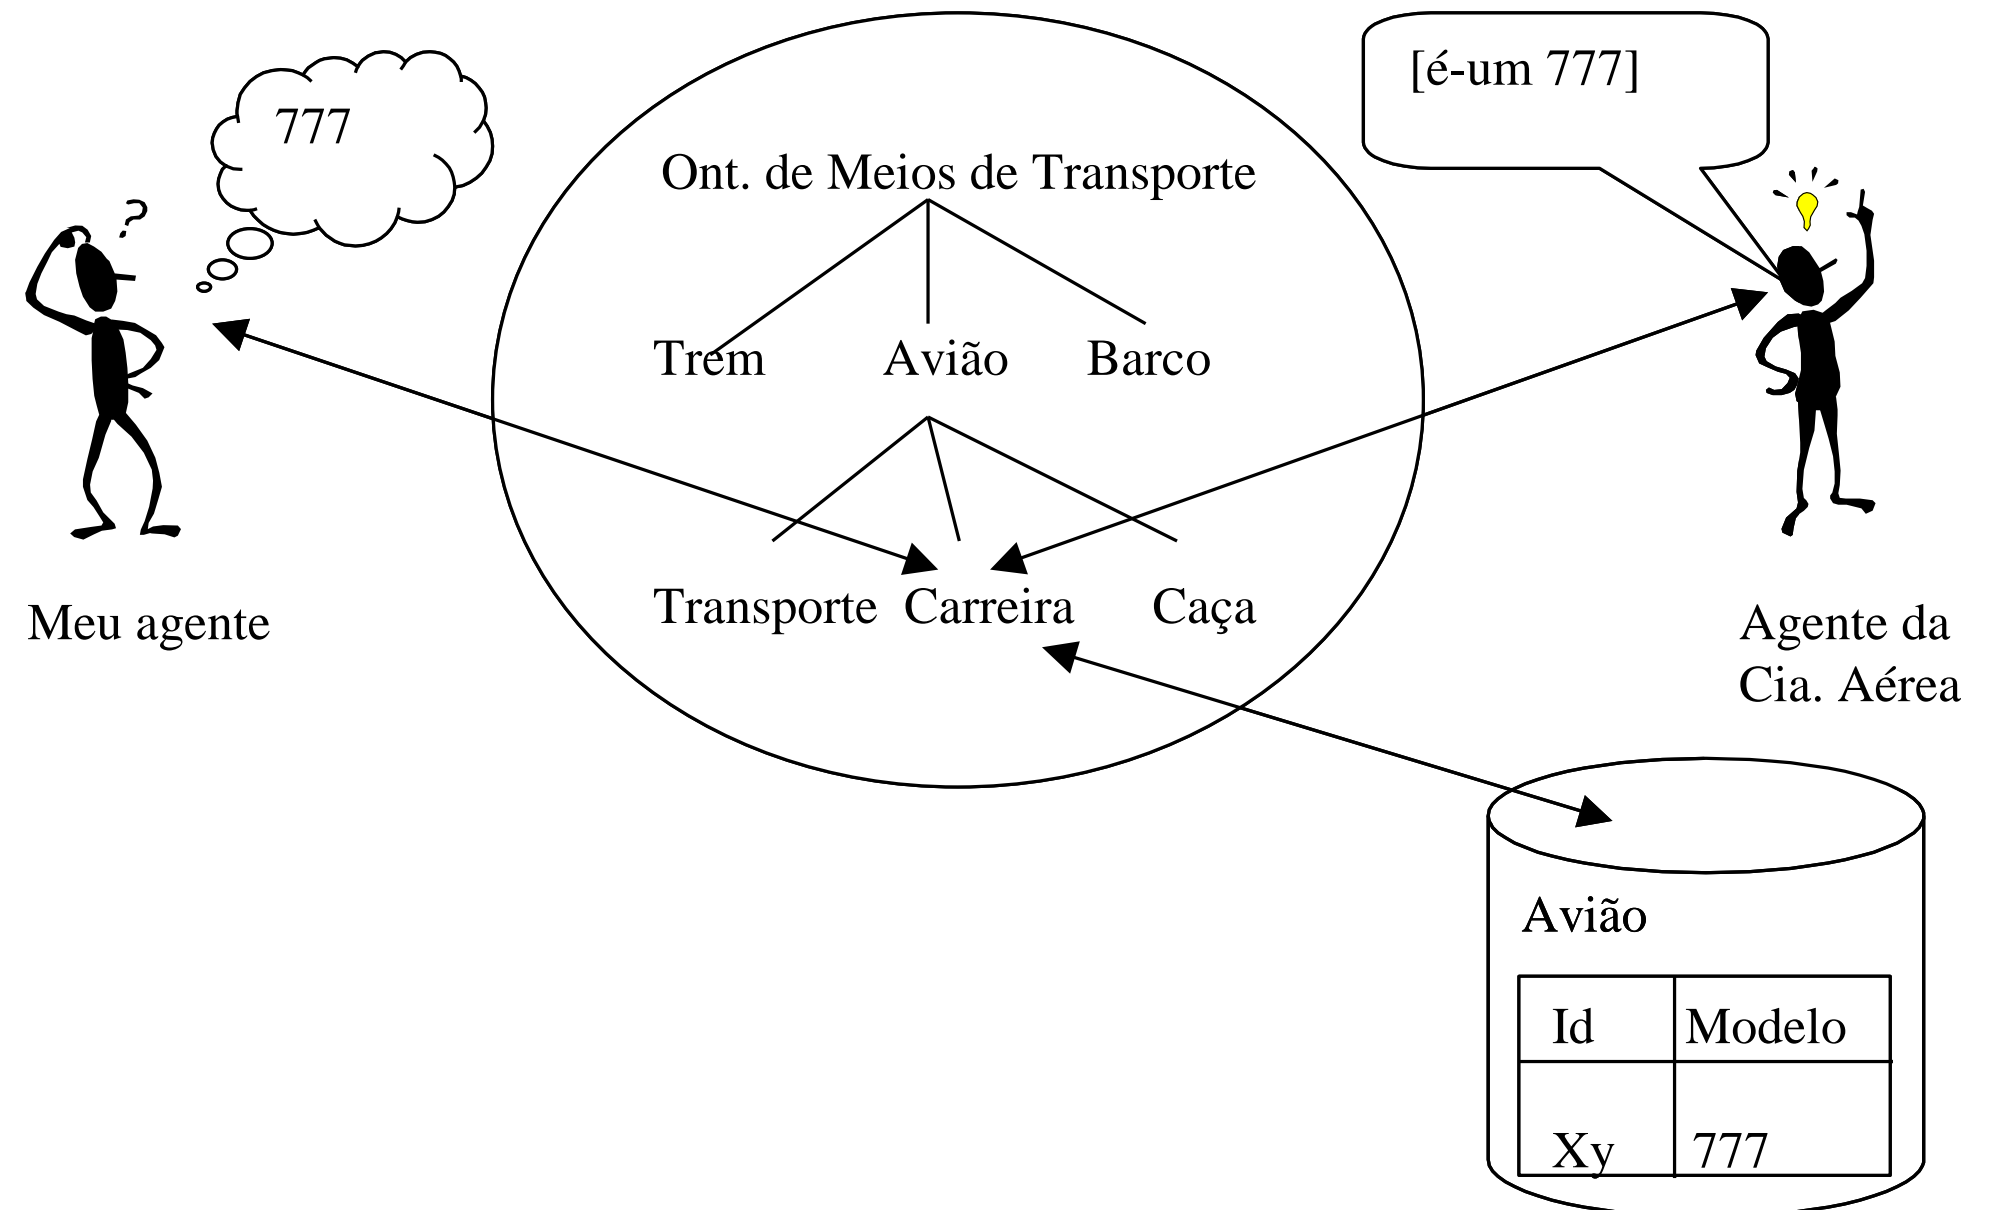 [é-um 777]
777
Ont. de Meios de Transporte
?
Trem Avião Barco
Transporte Carreira Caça
Meu agente
Agente da
Cia. Aérea
Avião
Id Modelo
Xy 777